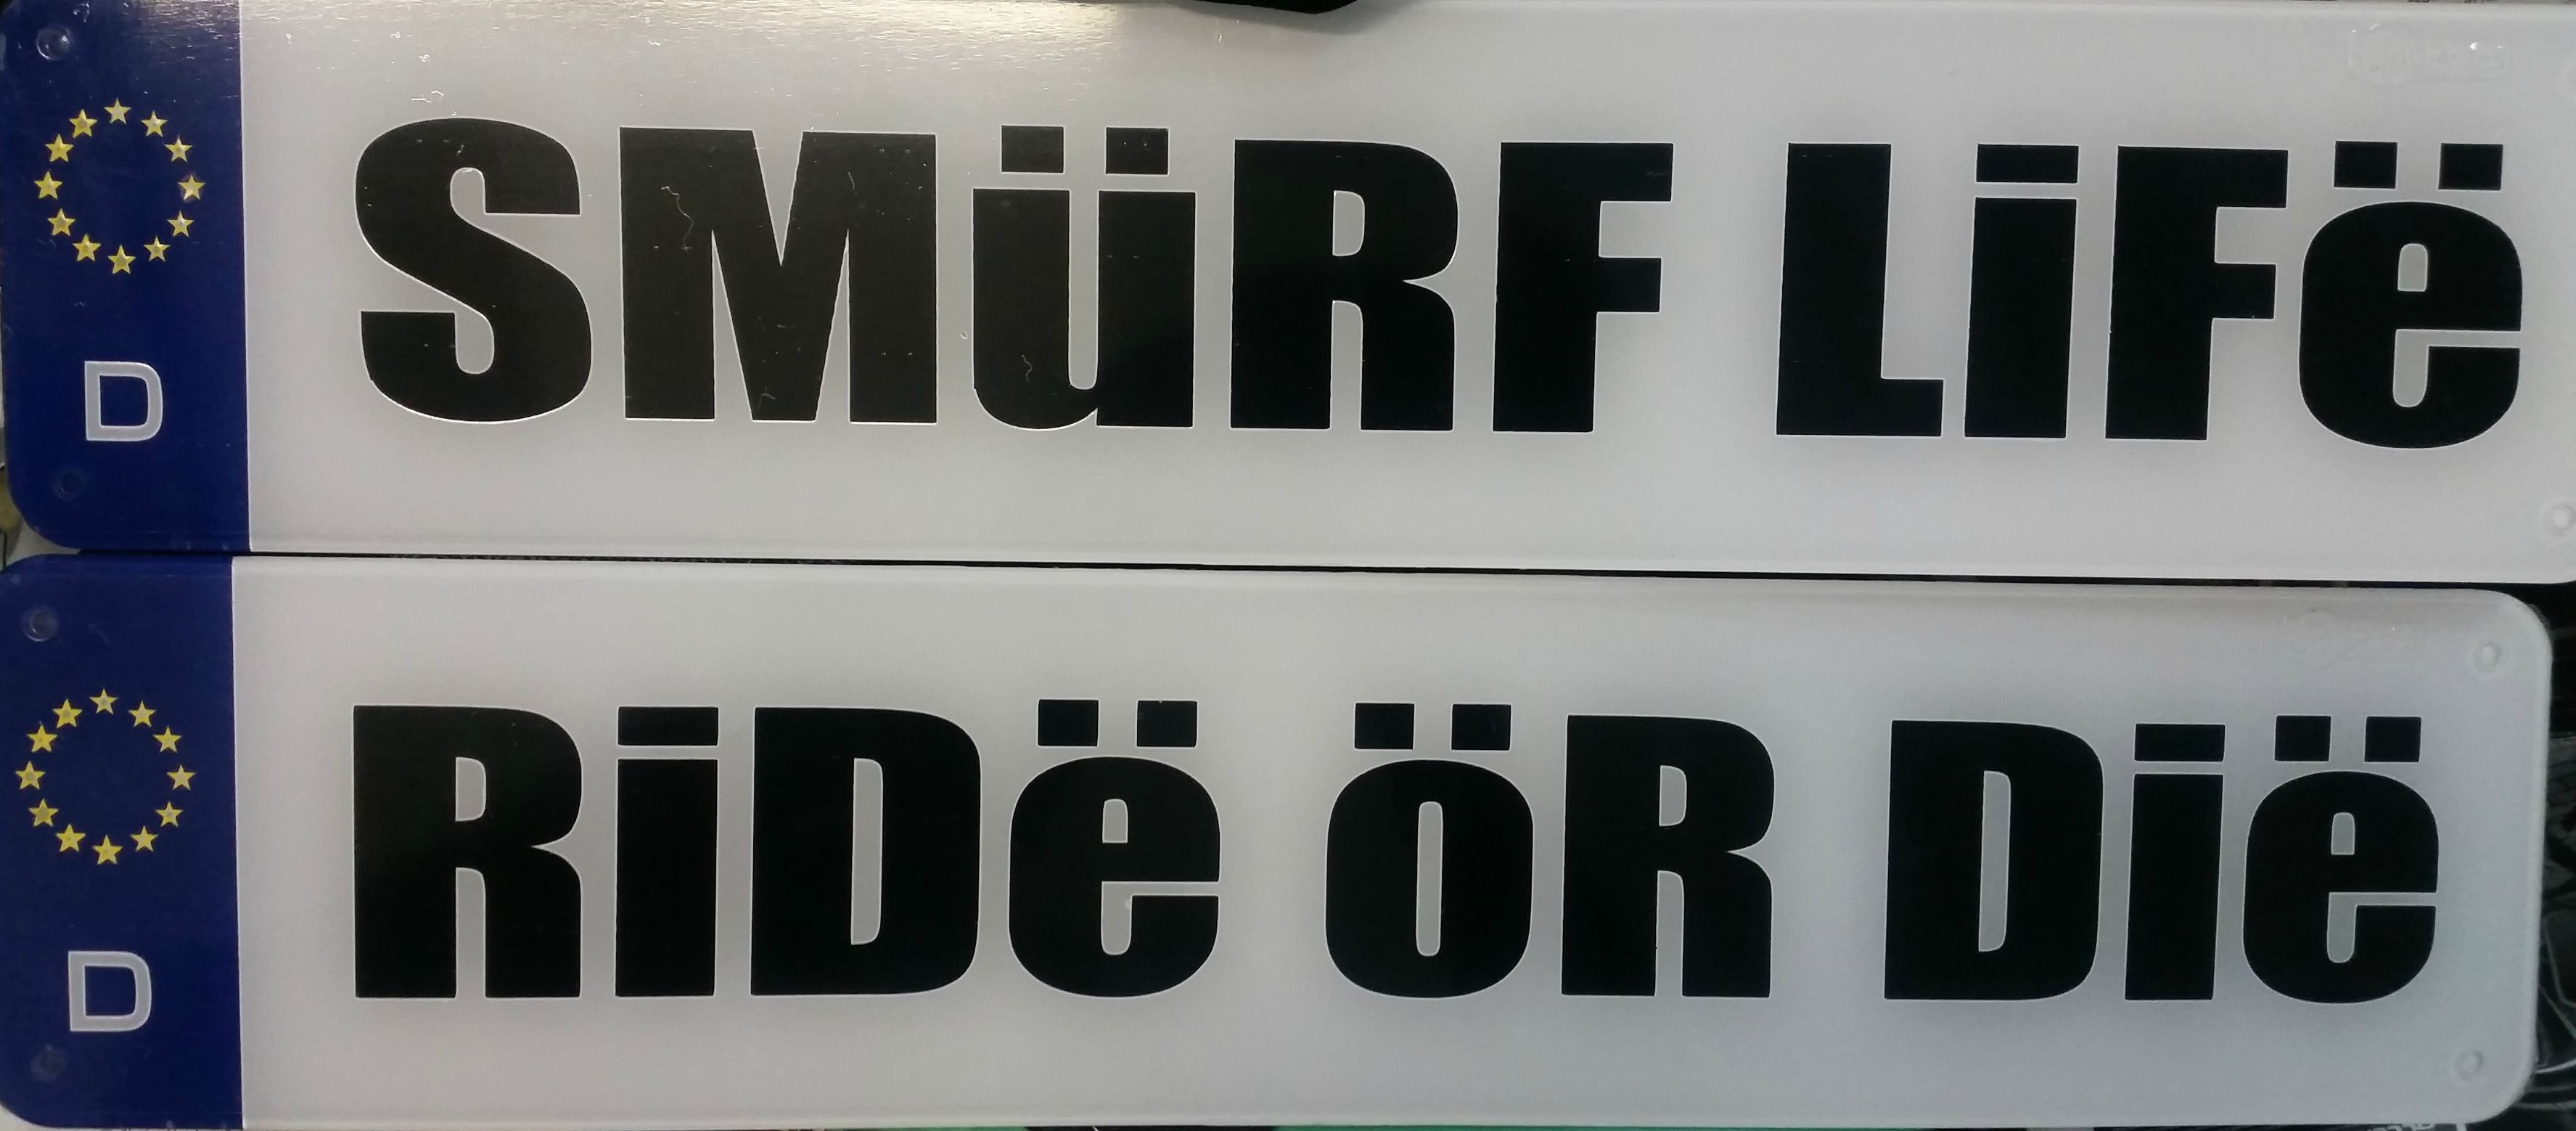 D
SMüRF LiFë
D
RiDë öR Dië